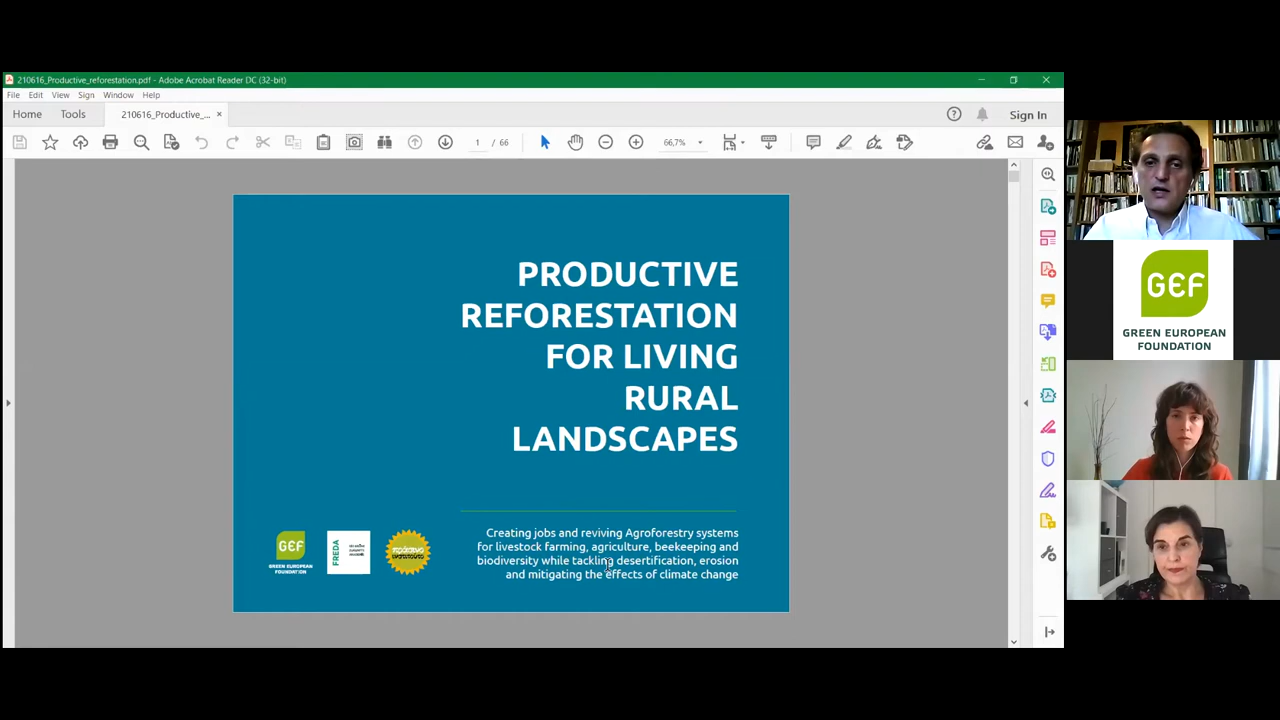 210616_Productive_reforestation.pdf - Adobe Acrobat Reader DC (32-bit)
File Edit View Sign Window Help
Home Tools 210616_Productive_... × Sign In
1 / 66 66,7%
PRODUCTIVE
REFORESTATION
FOR LIVING
RURAL
LANDSCAPES
Creating jobs and reviving Agroforestry systems
for livestock farming, agriculture, beekeeping and
biodiversity while tackling desertification, erosion
and mitigating the effects of climate change
GEF
GREEN EUROPEAN
FOUNDATION
FREDA
GEF
GREEN EUROPEAN
FOUNDATION